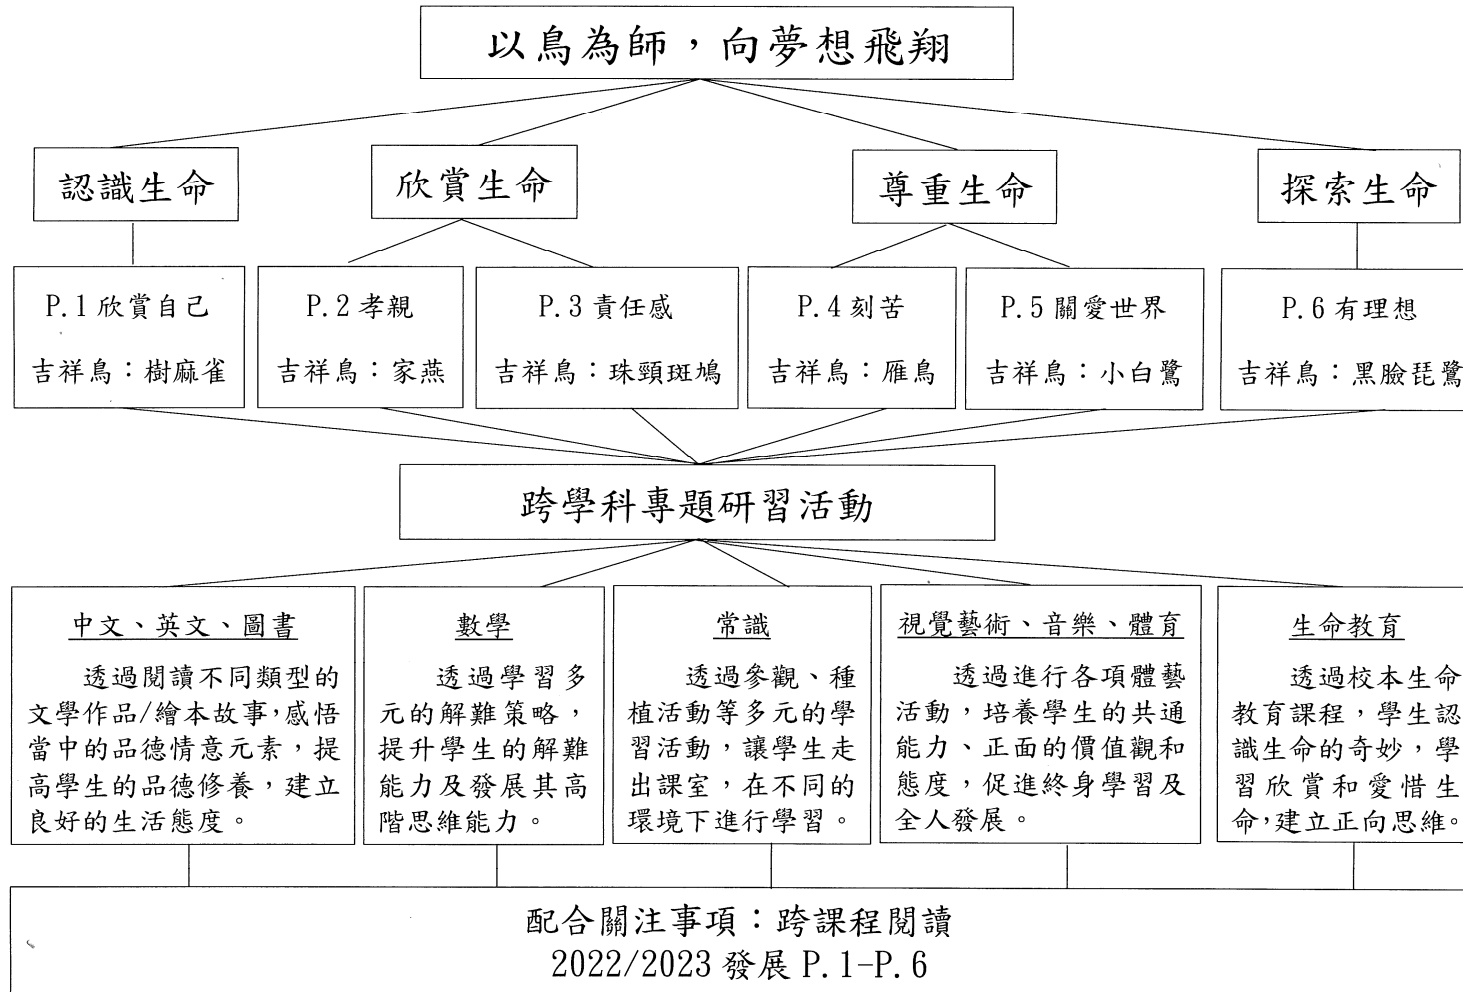 以鳥為師，向夢想飛翔
認識生命
欣賞生命
尊重生命
探索生命
P.1 欣賞自己
吉祥鳥：樹麻雀
P.2 孝親
吉祥鳥：家燕
P.3 責任感
吉祥鳥：珠頸斑鳩
P.4 刻苦
吉祥鳥：雁鳥
P.5 關愛世界
吉祥鳥：小白鷺
P.6 有理想
吉祥鳥：黑臉琵鷺
跨學科專題研習活動
中文、英文、圖書
透過閱讀不同類型的
文學作品/繪本故事，感悟
當中的品德情意元素，提
高學生的品德修養，建立
良好的生活態度。
數學
透過學習多
元的解難策略，
提升學生的解難
能力及發展其高
階思維能力。
常識
透過參觀、種
植活動等多元的學
習活動，讓學生走
出課室，在不同的
環境下進行學習。
視覺藝術、音樂、體育
透過進行各項體藝
活動，培養學生的共通
能力、正面的價值觀和
態度，促進終身學習及
全人發展。
生命教育
透過校本生命
教育課程，學生認
識生命的奇妙，學
習欣賞和愛惜生
命，建立正向思維。
配合關注事項：跨課程閱讀
2022/2023 發展 P.1-P.6